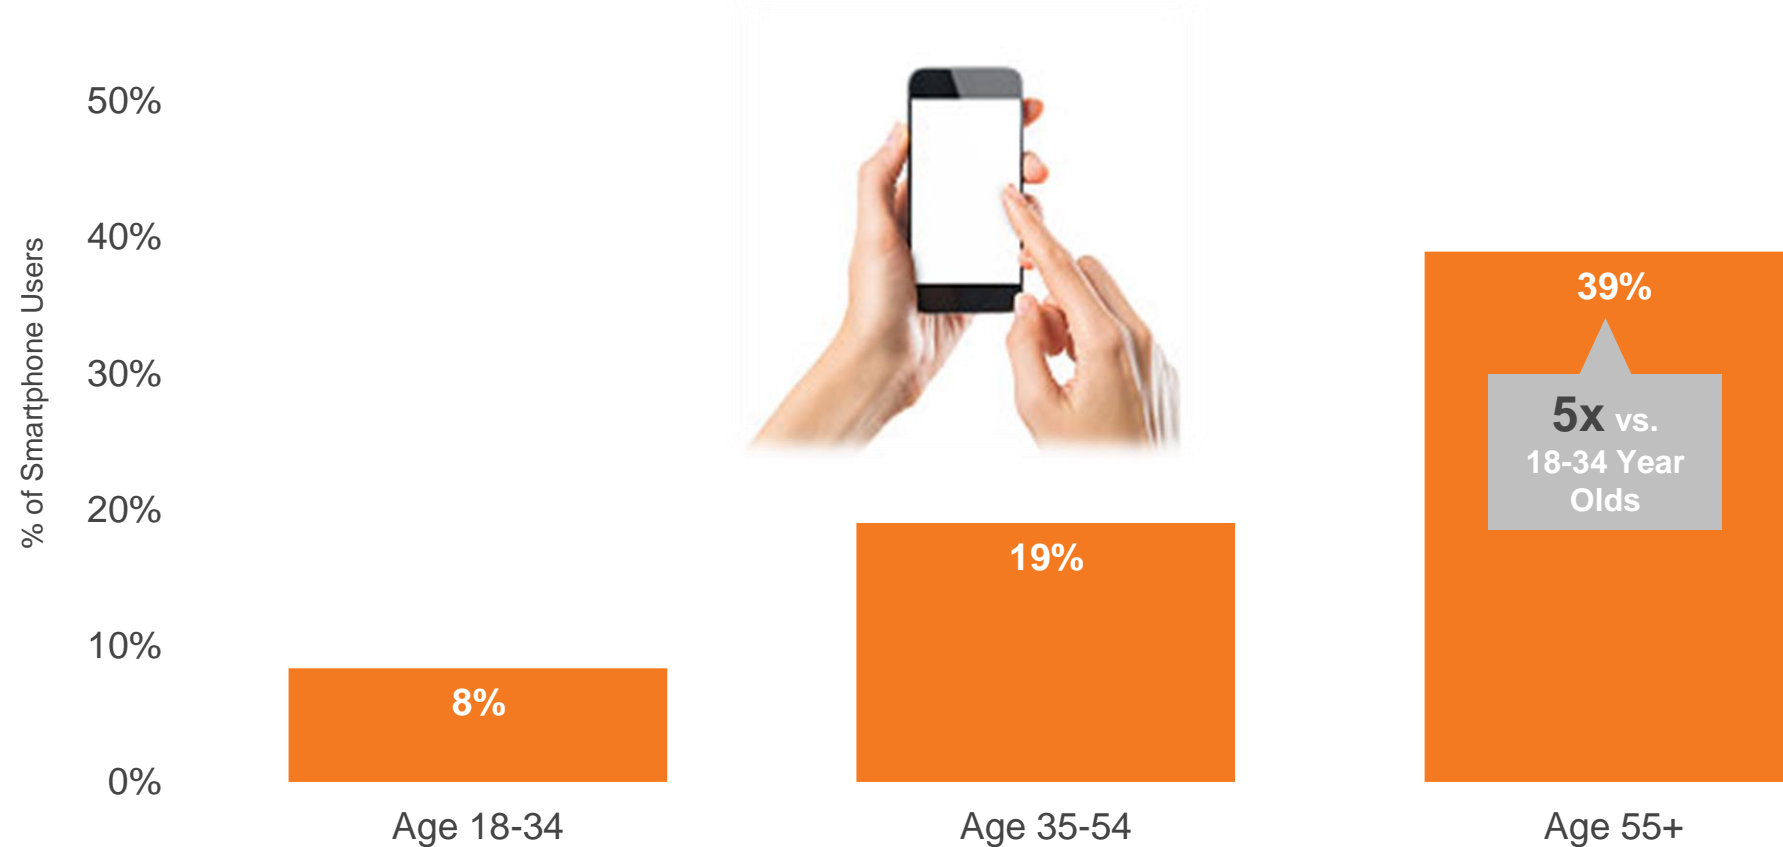 50%
40%
30%
20%
10%
0%
% of Smartphone Users
8%
19%
39%
5x vs.
18-34 Year
Olds
Age 18-34
Age 35-54
Age 55+